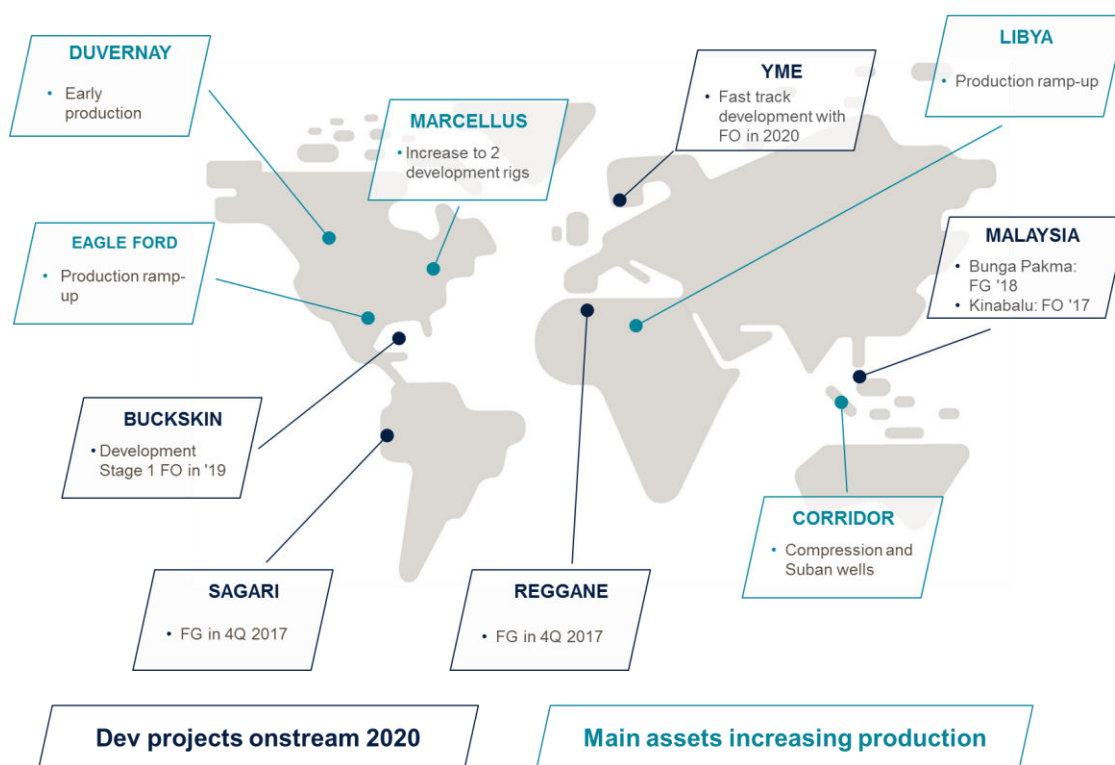 DUVERNAY
• Early
production
MARCELLUS
• Increase to 2
development rigs
YME
• Fast track
development with
FO in 2020
LIBYA
• Production ramp-up
EAGLE FORD
• Production ramp-
up
MALAYSIA
• Bunga Pakma:
FG '18
• Kinabalu: FO '17
BUCKSKIN
• Development
Stage 1 FO in '19
CORRIDOR
• Compression and
Suban wells
SAGARI
• FG in 4Q 2017
REGGANE
• FG in 4Q 2017
Dev projects onstream 2020
Main assets increasing production